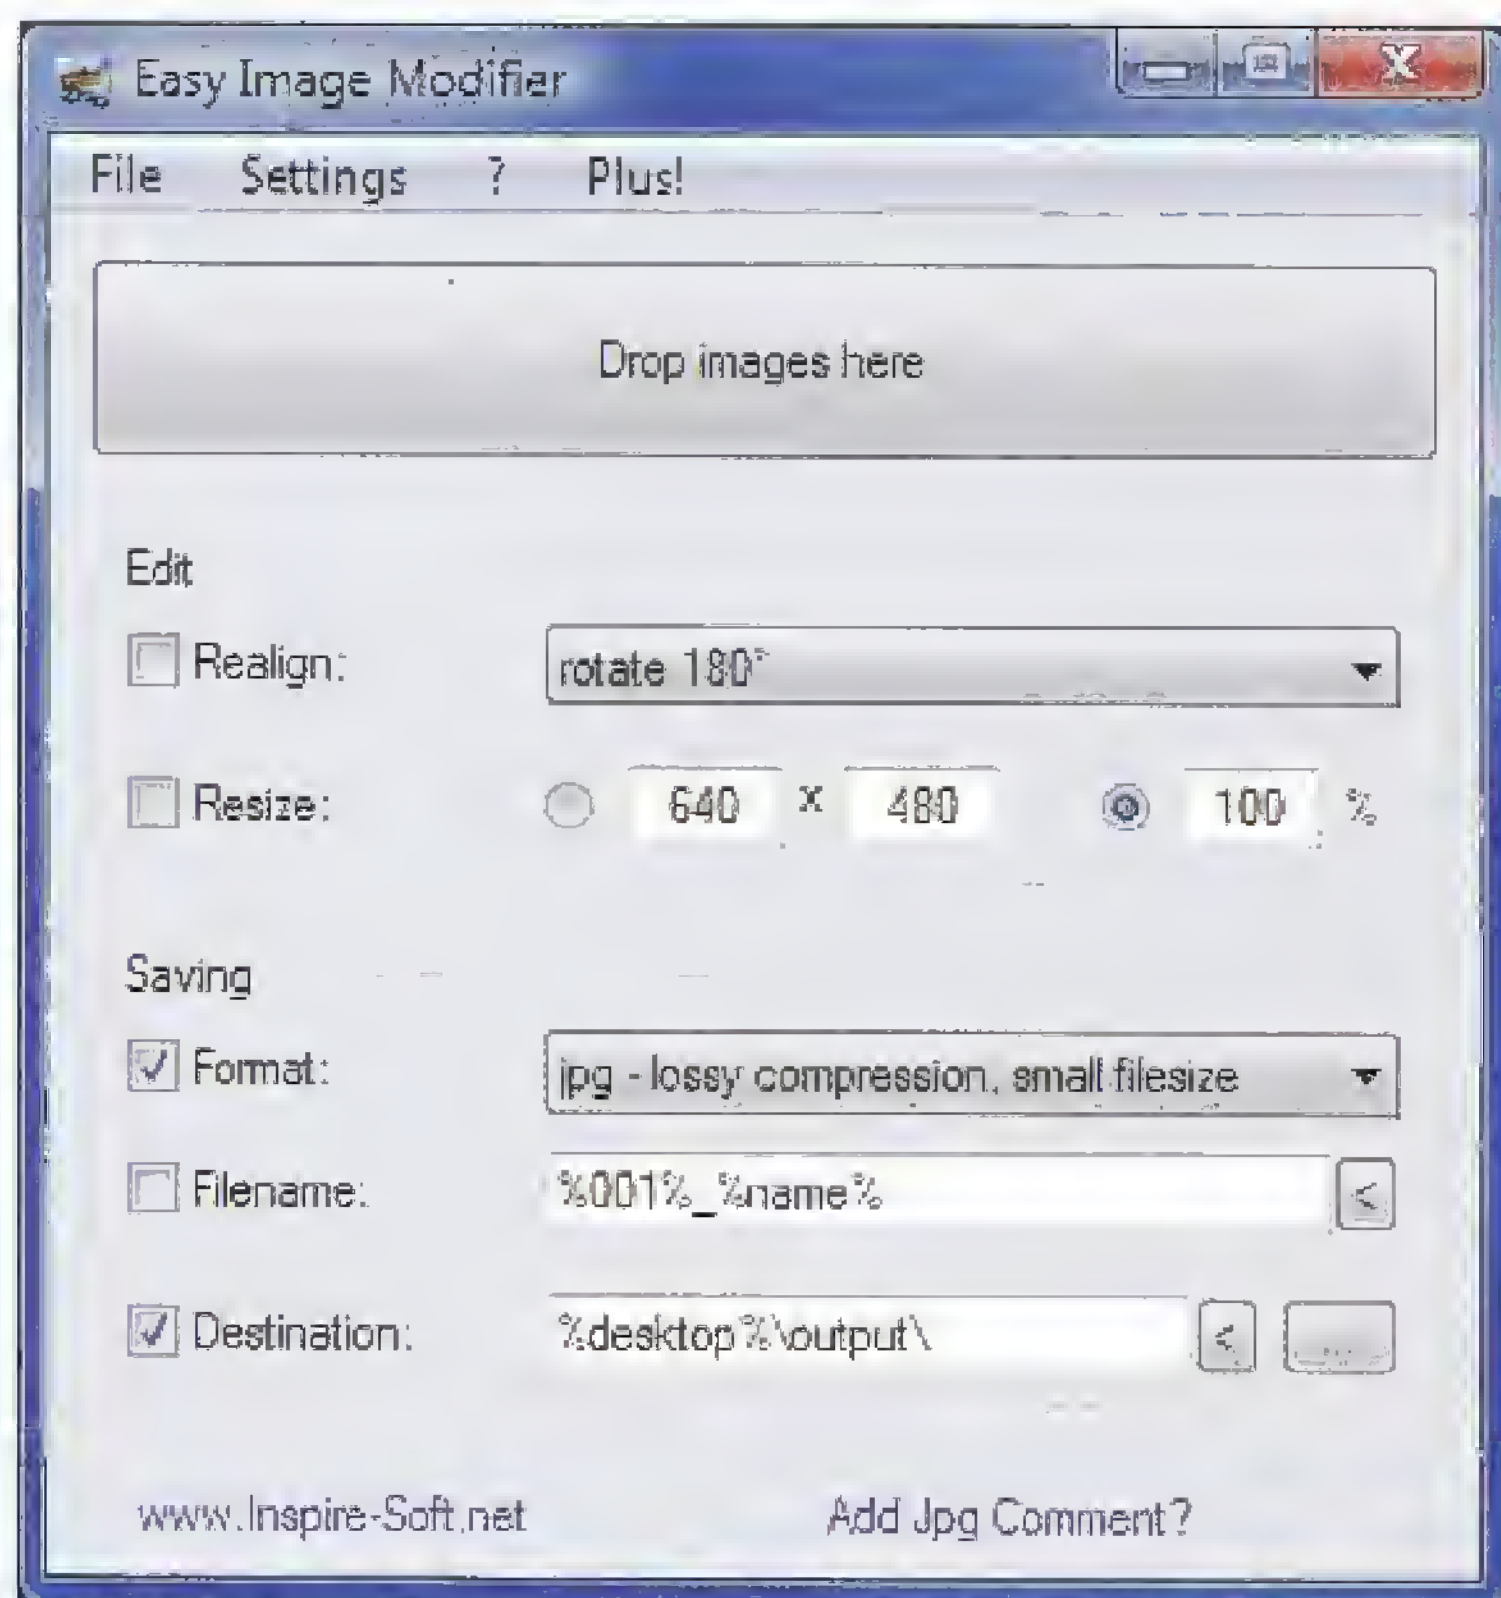 Easy Image Modifier
File Settings ? Plus!
Drop images here
Edit
Realign: rotate 180°
Resize: 640 x 480 100 %
Saving
Format: jpg - lossy compression, small filesize
Filename: %001%_%name% <
Destination: %desktop%\output\ < ...
www.Inspire-Soft.net Add Jpg Comment?